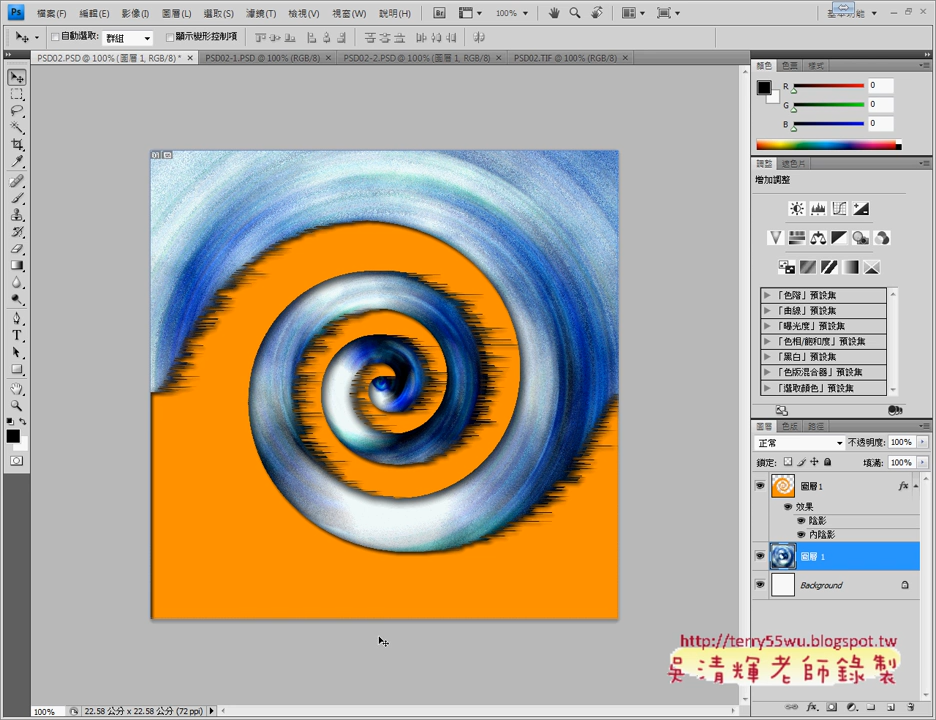 Ps 檔案(F) 編輯(E) 影像(I) 圖層(L) 選取(S) 濾鏡(T) 檢視(V) 視窗(W) 說明(H) Br 100%
自動選取: 群組 顯示變形控制項
PSD02.PSD @ 100% (圖層 1, RGB/8) * × PSD02-1.PSD @ 100% (RGB/8) × PSD02-2.PSD @ 100% (圖層 1, RGB/8) × PSD02.TIF @ 100% (RGB/8) ×
顏色 色票 樣式
R 0
G 0
B 0
調整 遮色片
增加調整
「色階」預設集
「曲線」預設集
「曝光度」預設集
「色相/飽和度」預設集
「黑白」預設集
「色版混合器」預設集
「選取顏色」預設集
圖層 色版 路徑
正常 不透明度: 100%
鎖定: 填滿: 100%
圖層1 fx
效果
陰影
內陰影
圖層 1
Background
http://terry55wu.blogspot.tw
吳清輝老師錄製
100% 22.58 公分 x 22.58 公分 (72 ppi)